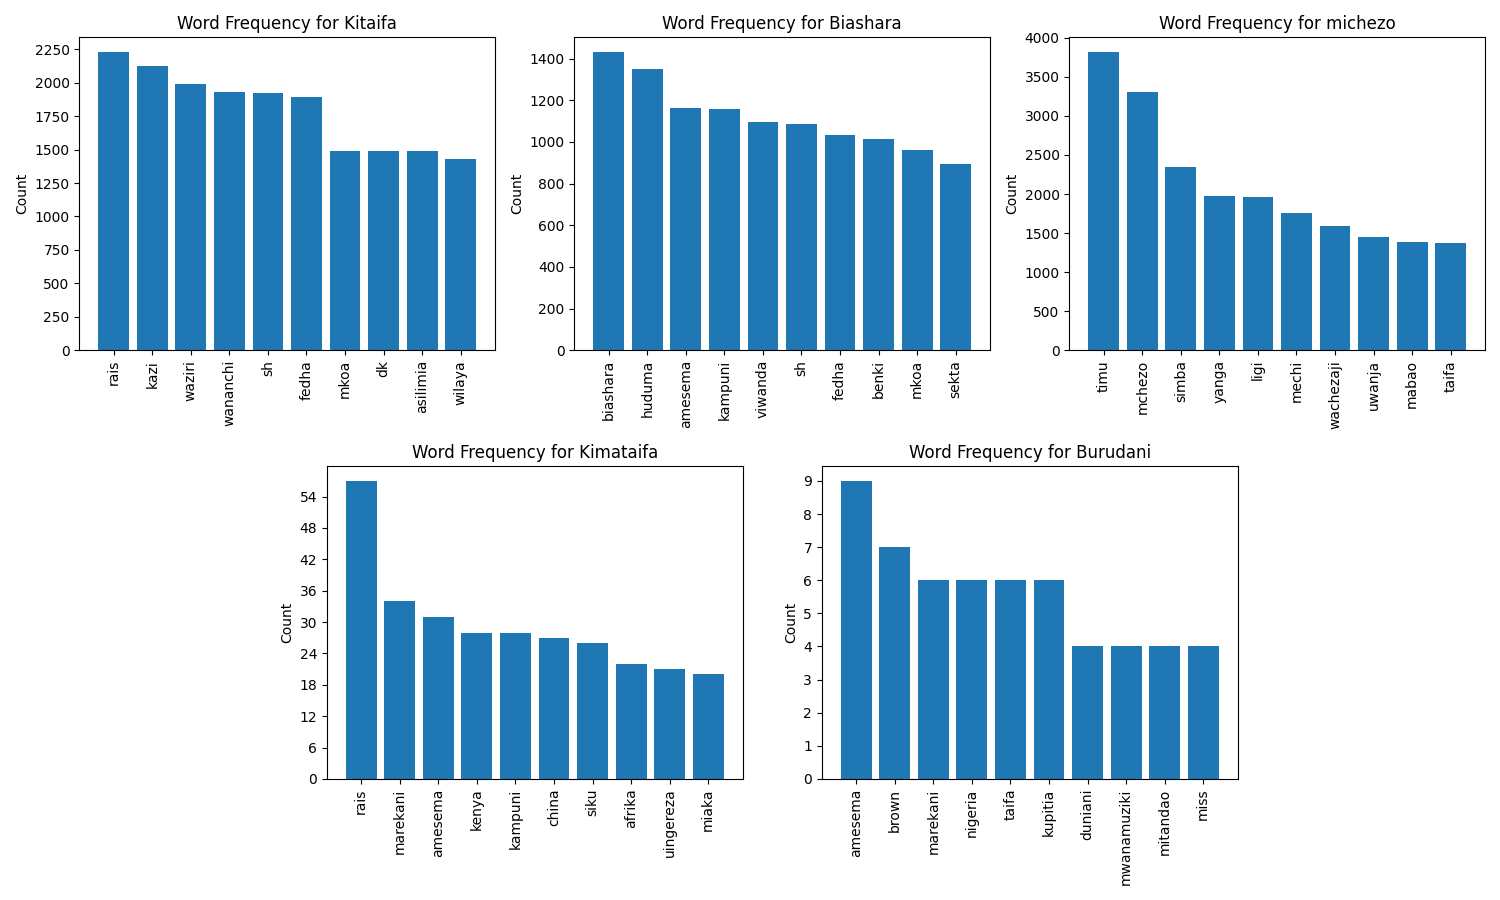 Word Frequency for Kitaifa
Count
2250
2000
1750
1500
1250
1000
750
500
250
0
rais
kazi
waziri
wananchi
sh
fedha
mkoa
dk
asilimia
wilaya
Word Frequency for Biashara
Count
1400
1200
1000
800
600
400
200
0
biashara
huduma
amesema
kampuni
viwanda
sh
fedha
benki
mkoa
sekta
Word Frequency for michezo
Count
4000
3500
3000
2500
2000
1500
1000
500
0
timu
mchezo
simba
yanga
ligi
mechi
wachezaji
uwanja
mabao
taifa
Word Frequency for Kimataifa
Count
54
48
42
36
30
24
18
12
6
0
rais
marekani
amesema
kenya
kampuni
china
siku
afrika
uingereza
miaka
Word Frequency for Burudani
Count
9
8
7
6
5
4
3
2
1
0
amesema
brown
marekani
nigeria
taifa
kupitia
duniani
mwanamuziki
mitandao
miss